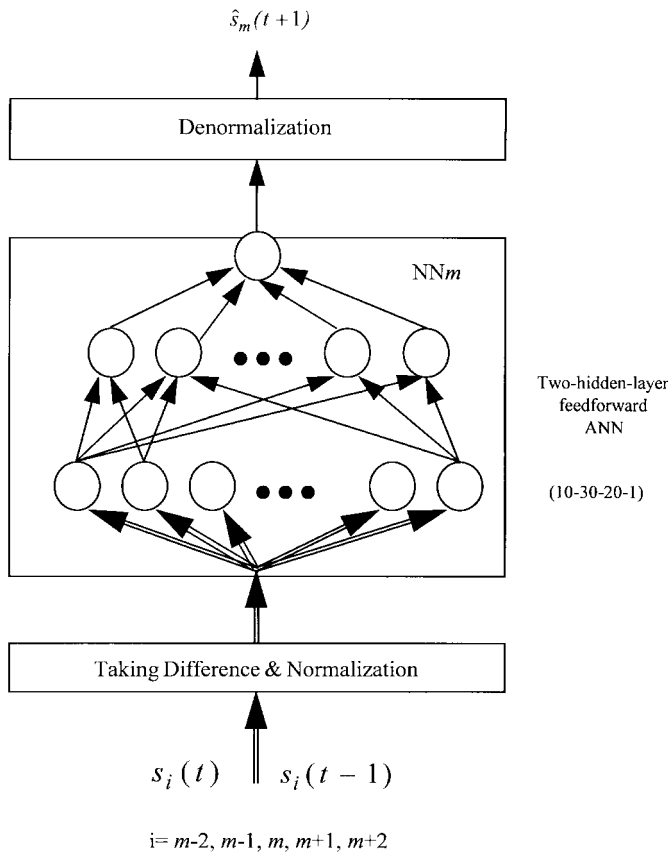 ŝₘ(t+1)
Denormalization
NNm
Two-hidden-layer
feedforward
ANN
(10-30-20-1)
Taking Difference & Normalization
sᵢ(t) sᵢ(t − 1)
i= m-2, m-1, m, m+1, m+2